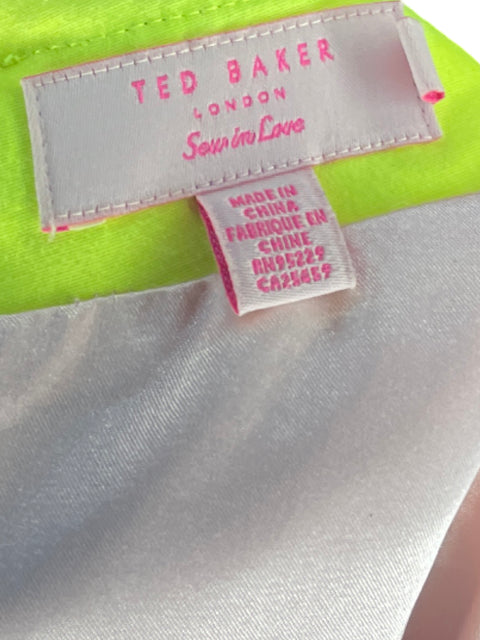 TED BAKER
LONDON
Sew in Love
MADE IN
CHINA
FABRIQUE EN
CHINE
RN95229
CA25459